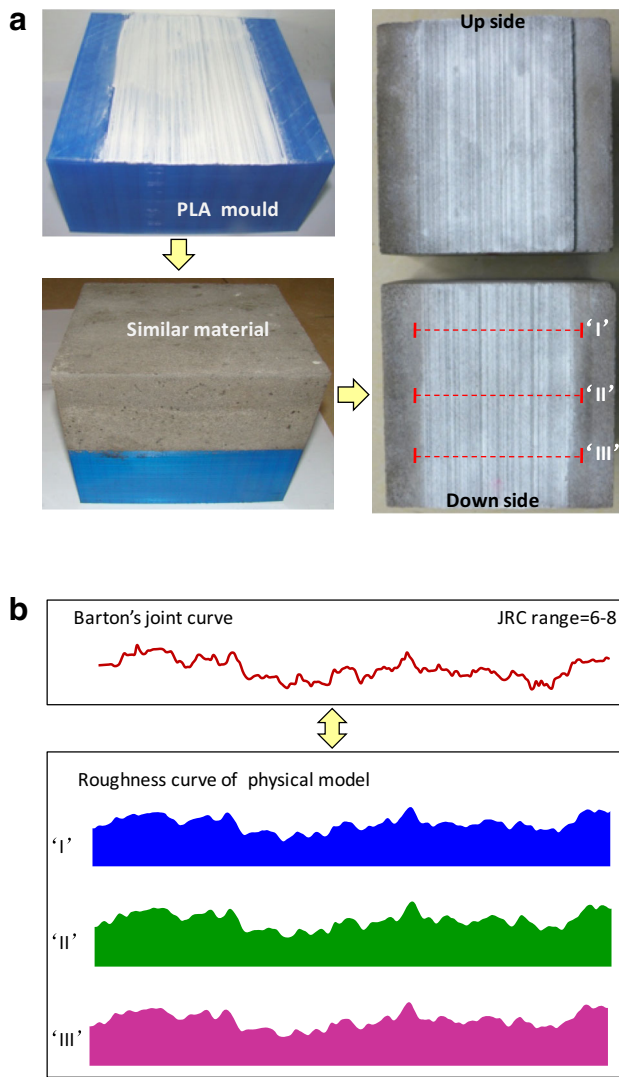 a
PLA mould
Similar material
Up side
‘I’
‘II’
‘III’
Down side
b
Barton’s joint curve
JRC range=6-8
Roughness curve of physical model
‘I’
‘II’
‘III’